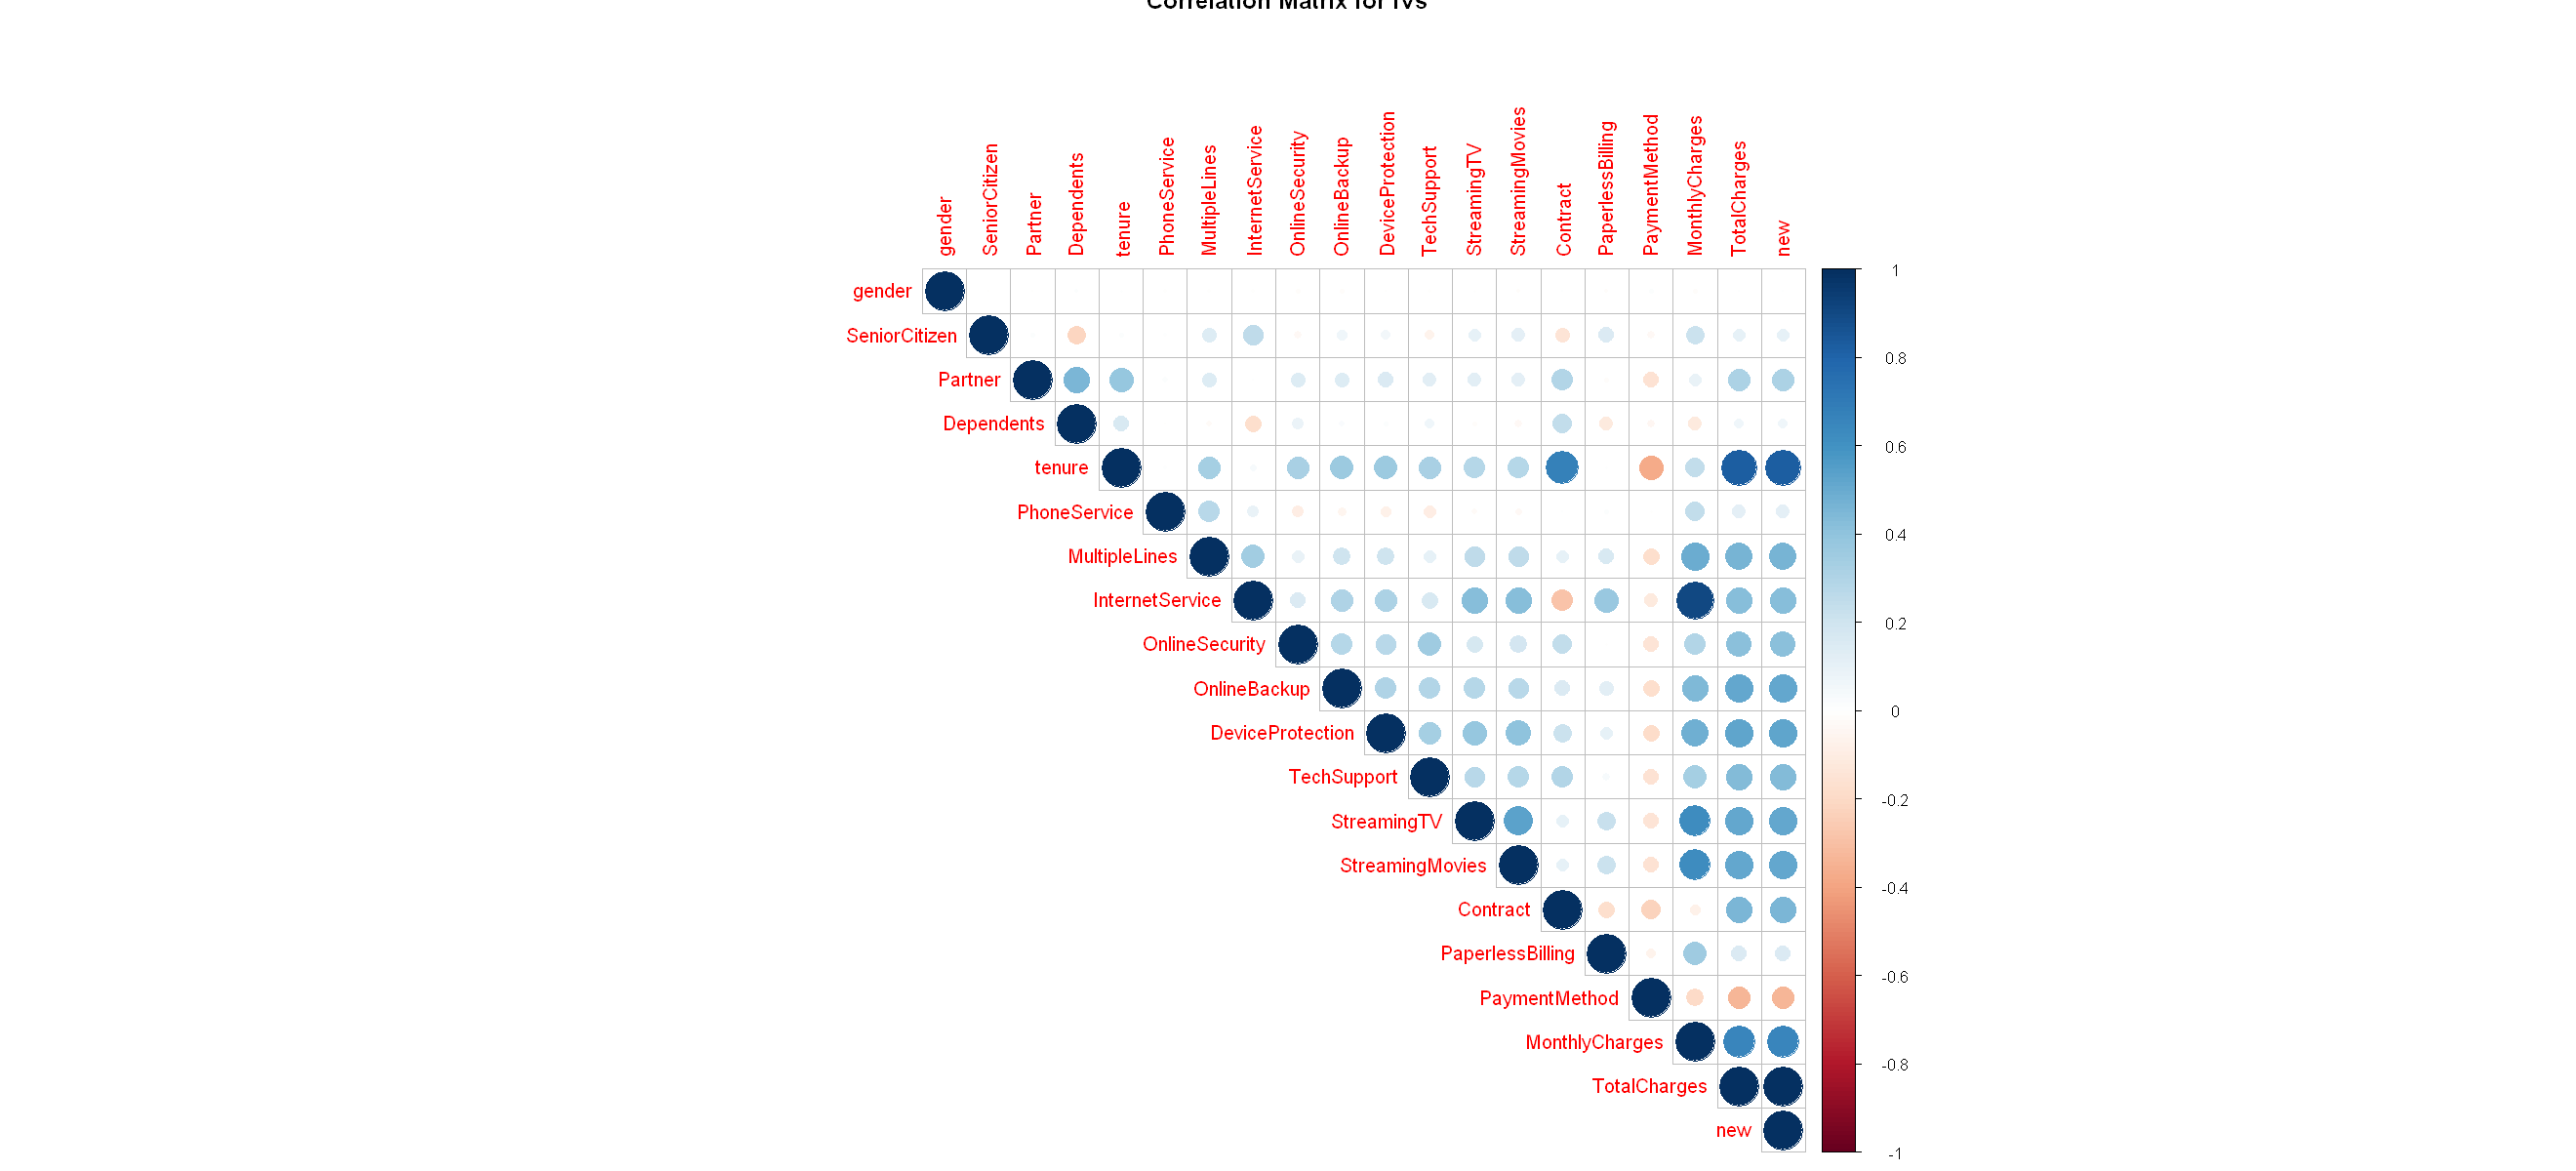 Correlation Matrix for IVs
gender
SeniorCitizen
Partner
Dependents
tenure
PhoneService
MultipleLines
InternetService
OnlineSecurity
OnlineBackup
DeviceProtection
TechSupport
StreamingTV
StreamingMovies
Contract
PaperlessBilling
PaymentMethod
MonthlyCharges
TotalCharges
new
gender
SeniorCitizen
Partner
Dependents
tenure
PhoneService
MultipleLines
InternetService
OnlineSecurity
OnlineBackup
DeviceProtection
TechSupport
StreamingTV
StreamingMovies
Contract
PaperlessBilling
PaymentMethod
MonthlyCharges
TotalCharges
new
1
0.8
0.6
0.4
0.2
0
-0.2
-0.4
-0.6
-0.8
-1